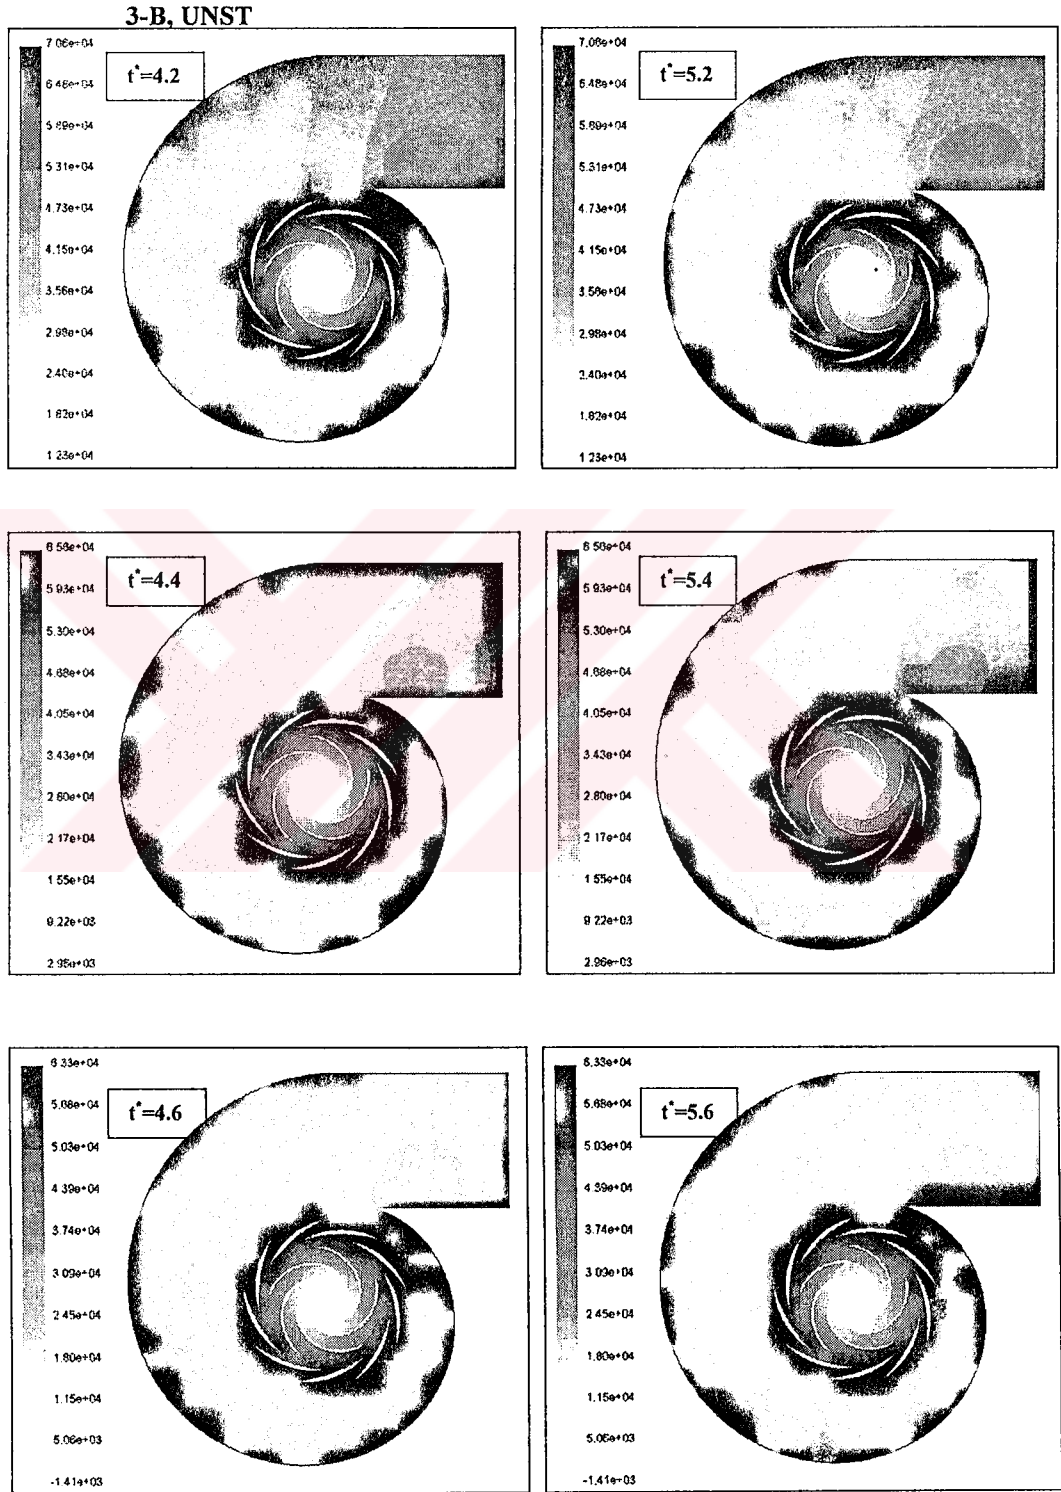 3-B, UNST
t*=4.2
7.06e+04
6.48e+04
5.89e+04
5.31e+04
4.73e+04
4.15e+04
3.56e+04
2.98e+04
2.40e+04
1.82e+04
1.23e+04
t*=5.2
7.06e+04
6.48e+04
5.89e+04
5.31e+04
4.73e+04
4.15e+04
3.56e+04
2.98e+04
2.40e+04
1.82e+04
1.23e+04
t*=4.4
6.56e+04
5.93e+04
5.30e+04
4.68e+04
4.05e+04
3.43e+04
2.80e+04
2.17e+04
1.55e+04
9.22e+03
2.96e+03
t*=5.4
6.56e+04
5.93e+04
5.30e+04
4.68e+04
4.05e+04
3.43e+04
2.80e+04
2.17e+04
1.55e+04
9.22e+03
2.96e+03
t*=4.6
6.33e+04
5.68e+04
5.03e+04
4.39e+04
3.74e+04
3.09e+04
2.45e+04
1.80e+04
1.15e+04
5.06e+03
-1.41e+03
t*=5.6
6.33e+04
5.68e+04
5.03e+04
4.39e+04
3.74e+04
3.09e+04
2.45e+04
1.80e+04
1.15e+04
5.06e+03
-1.41e+03